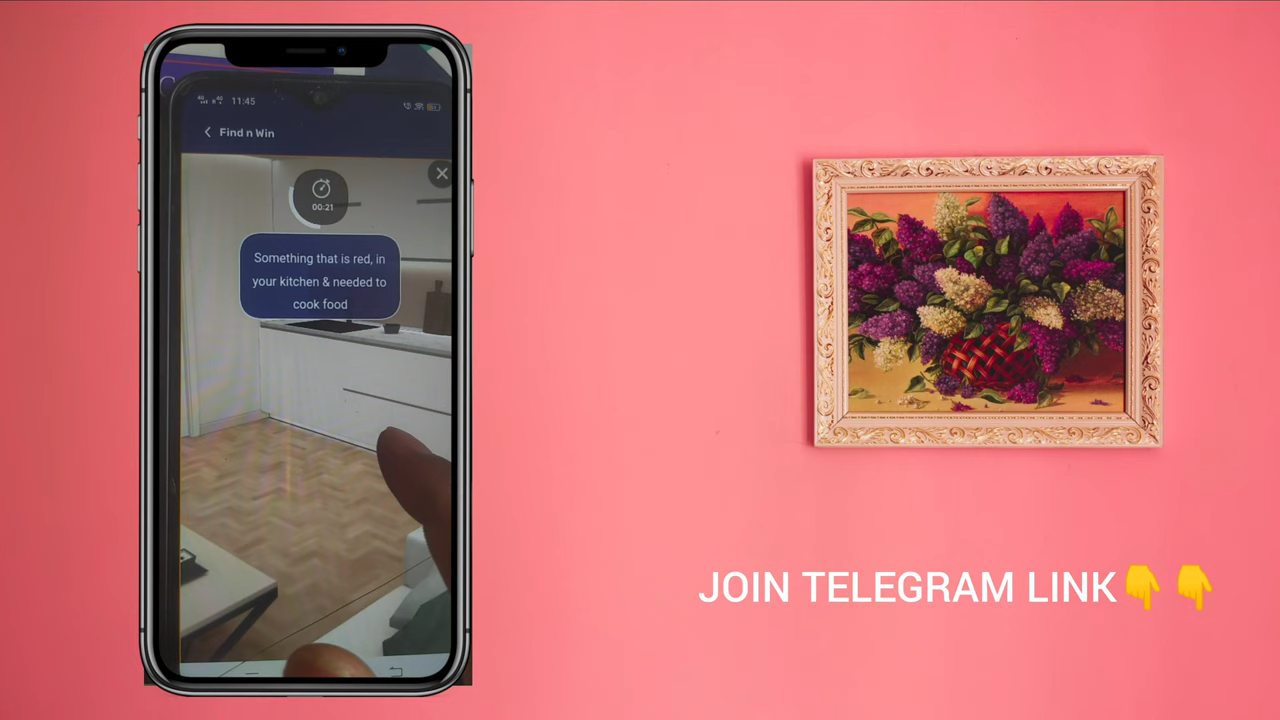 11:45
Find n Win
00:21
Something that is red, in
your kitchen & needed to
cook food
JOIN TELEGRAM LINK👇👇